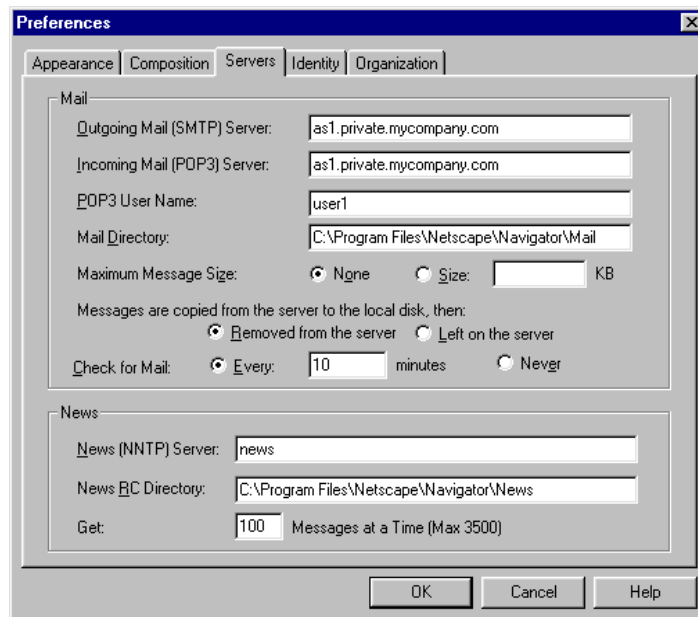 Preferences
Appearance Composition Servers Identity Organization
Mail
Outgoing Mail (SMTP) Server: as1.private.mycompany.com
Incoming Mail (POP3) Server: as1.private.mycompany.com
POP3 User Name: user1
Mail Directory: C:\Program Files\Netscape\Navigator\Mail
Maximum Message Size: None Size: KB
Messages are copied from the server to the local disk, then:
Removed from the server Left on the server
Check for Mail: Every: 10 minutes Never
News
News (NNTP) Server: news
News RC Directory: C:\Program Files\Netscape\Navigator\News
Get: 100 Messages at a Time (Max 3500)
OK Cancel Help